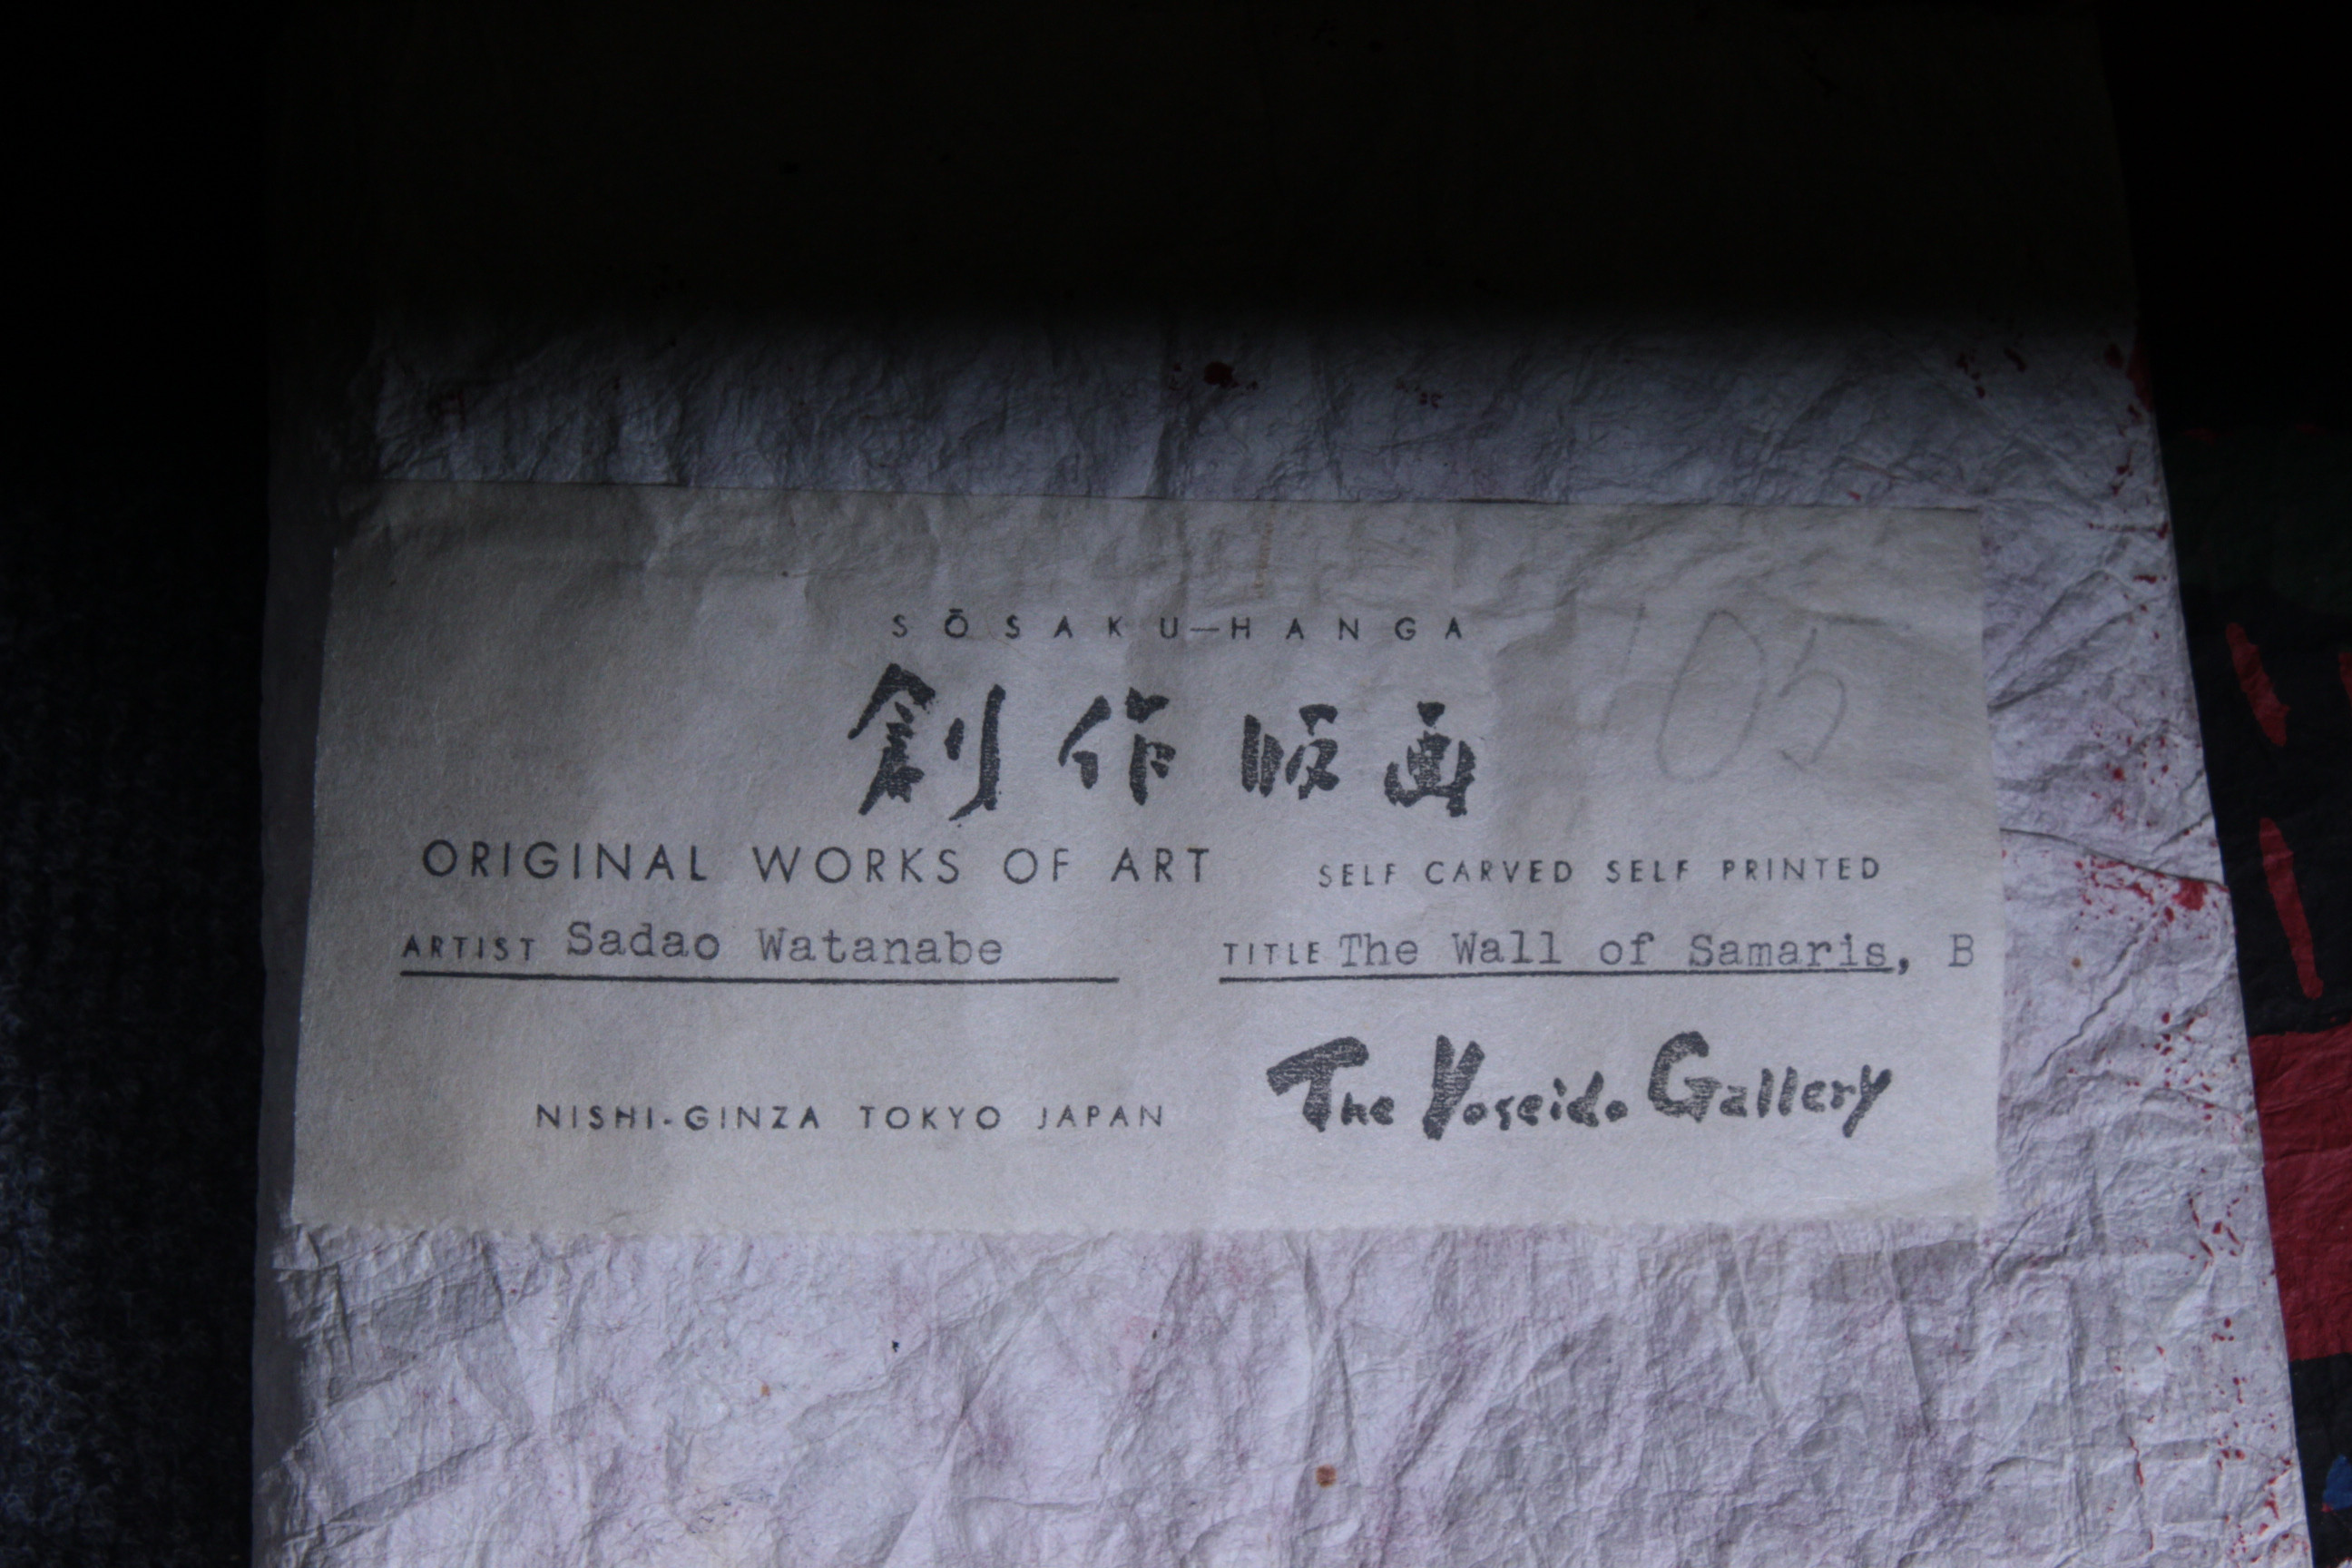 SŌSAKU—HANGA
創作版画
ORIGINAL WORKS OF ART SELF CARVED SELF PRINTED
ARTIST Sadao Watanabe TITLE The Wall of Samaris, B
NISHI-GINZA TOKYO JAPAN The Yoseido Gallery